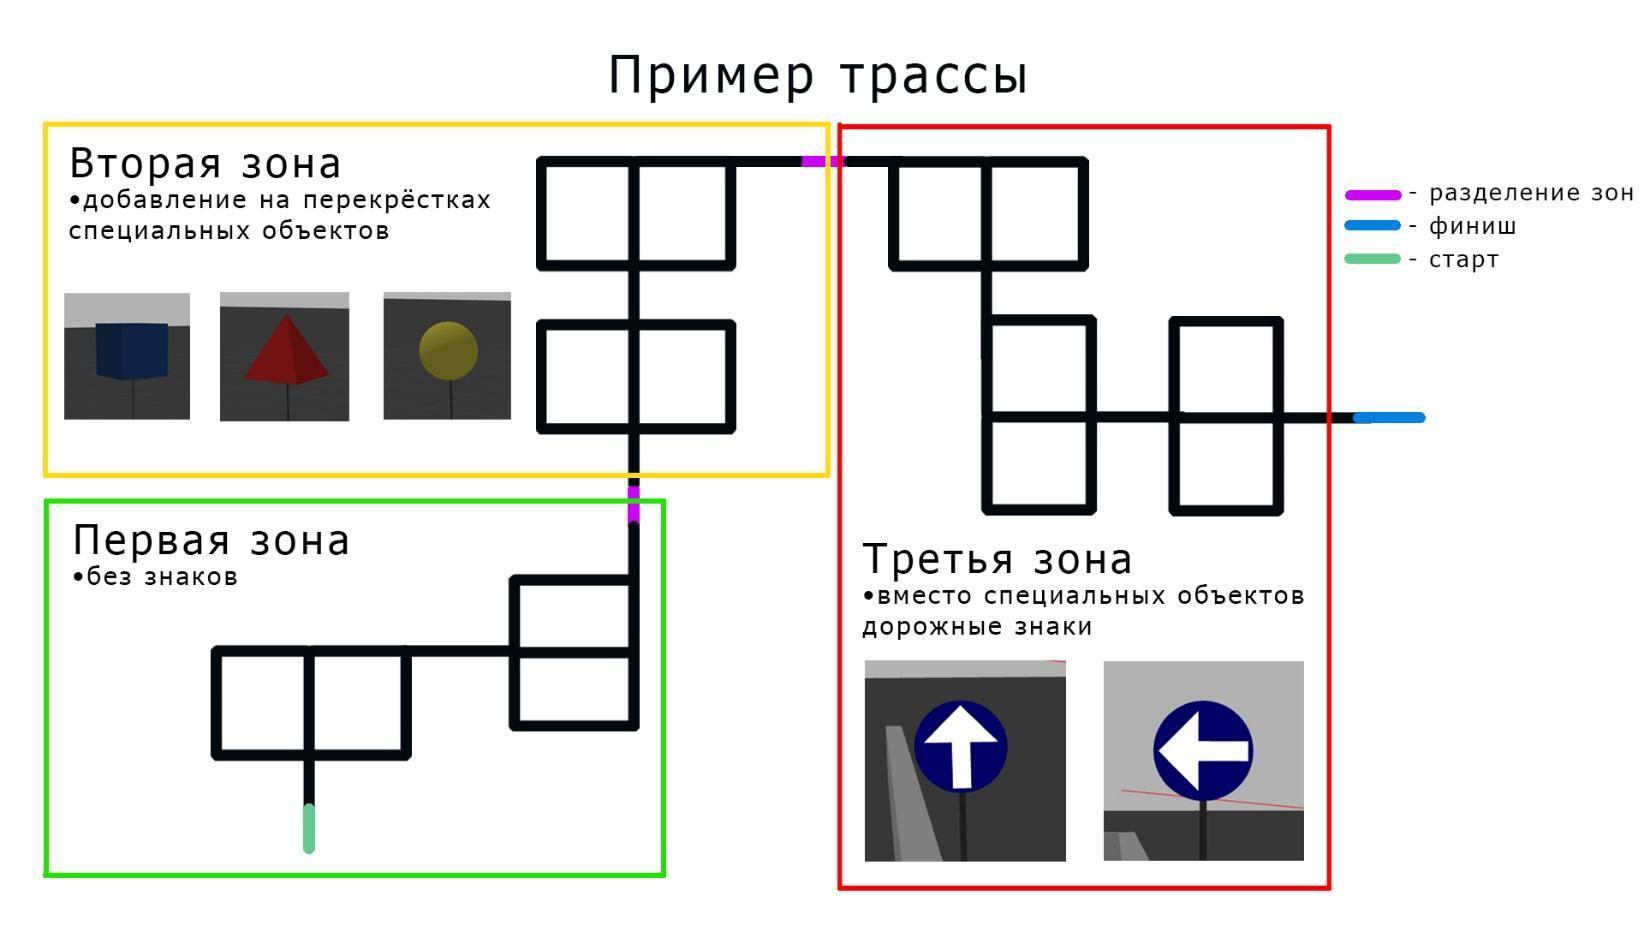 Пример трассы
Вторая зона
•добавление на перекрёстках
специальных объектов
- разделение зон
- финиш
- старт
Первая зона
•без знаков
Третья зона
•вместо специальных объектов
дорожные знаки